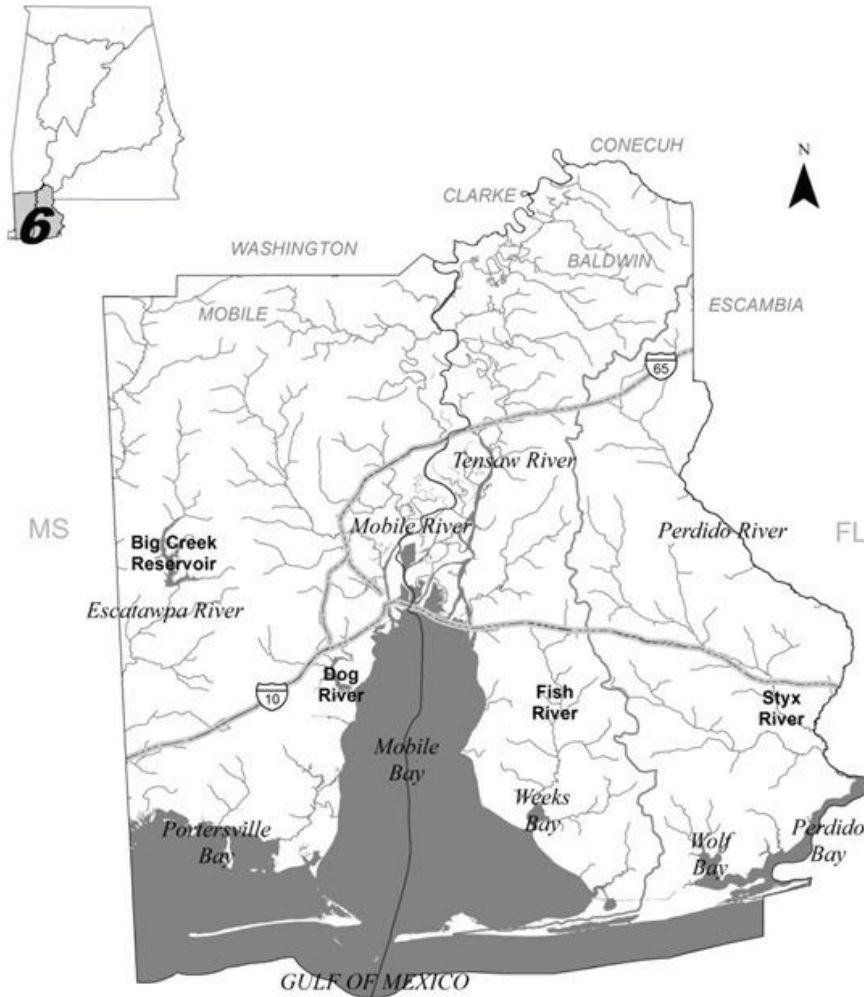 6
N
CONECUH
CLARKE
WASHINGTON
BALDWIN
ESCAMBIA
MOBILE
65
Tensaw River
MS
Mobile River
Perdido River
FL
Big Creek
Reservoir
Escatawpa River
Dog
River
10
Fish
River
Styx
River
Mobile
Bay
Weeks
Bay
Portersville
Bay
Wolf
Bay
Perdido
Bay
GULF OF MEXICO